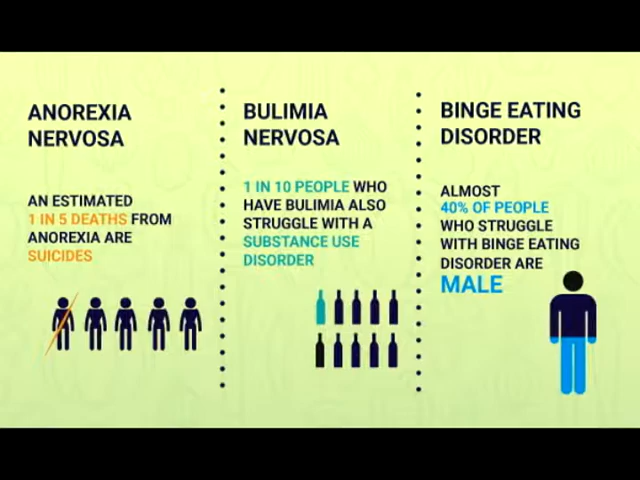 ANOREXIA
NERVOSA
AN ESTIMATED
1 IN 5 DEATHS FROM
ANOREXIA ARE
SUICIDES
BULIMIA
NERVOSA
1 IN 10 PEOPLE WHO
HAVE BULIMIA ALSO
STRUGGLE WITH A
SUBSTANCE USE
DISORDER
BINGE EATING
DISORDER
ALMOST
40% OF PEOPLE
WHO STRUGGLE
WITH BINGE EATING
DISORDER ARE
MALE